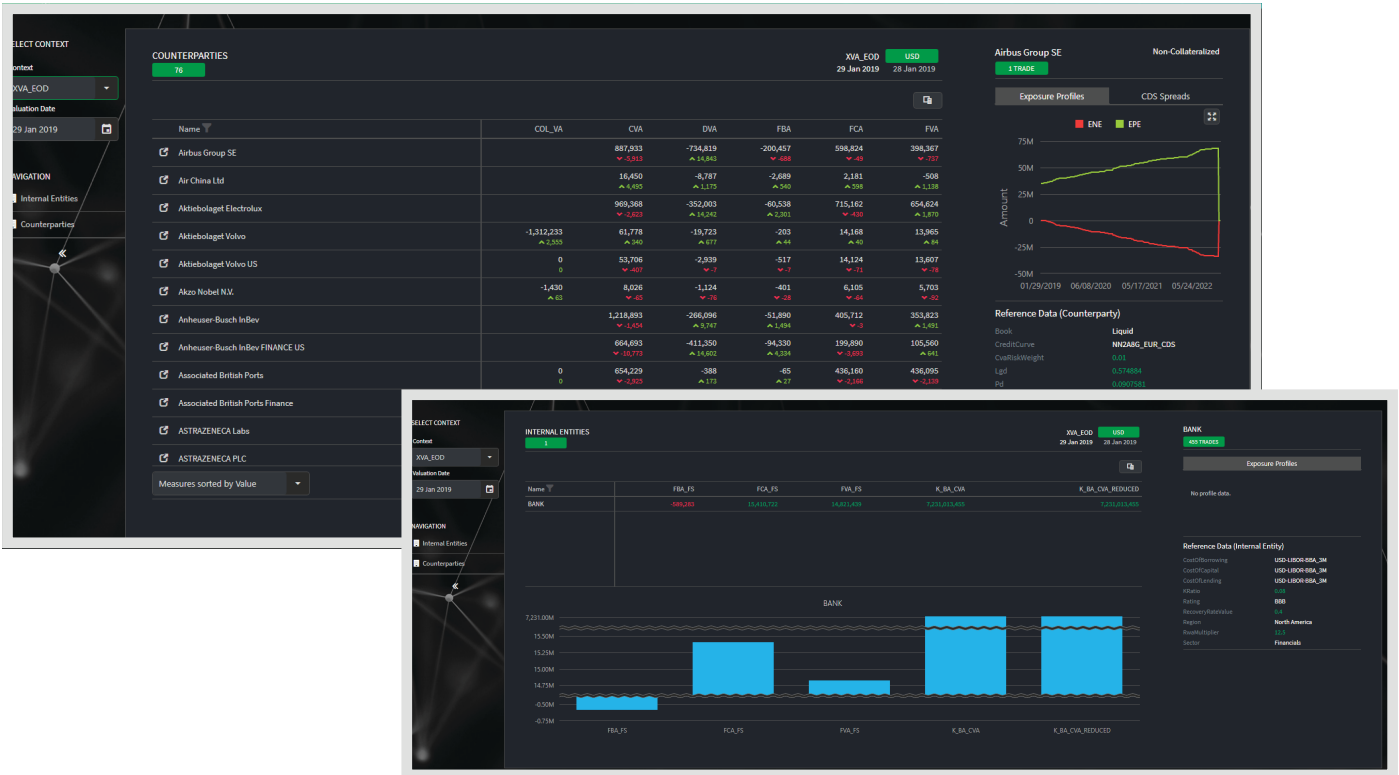 ELECT CONTEXT
ontext
XVA_EOD
aluation Date
29 Jan 2019
AVIGATION
Internal Entities
Counterparties
COUNTERPARTIES
76
XVA_EOD USD
29 Jan 2019 28 Jan 2019
Name COL_VA CVA DVA FBA FCA FVA
Airbus Group SE 887,933 -734,819 -200,457 598,824 398,367
-5,913 14,843 -688 -49 -737
Air China Ltd 16,450 -8,787 -2,689 2,181 -508
4,495 1,175 540 598 1,138
Aktiebolaget Electrolux 969,368 -352,003 -60,538 715,162 654,624
-2,623 14,242 2,301 -430 1,870
Aktiebolaget Volvo -1,312,233 61,778 -19,723 -203 14,168 13,965
2,555 340 677 44 40 84
Aktiebolaget Volvo US 0 53,706 -2,939 -517 14,124 13,607
0 -407 -7 -7 -71 -78
Akzo Nobel N.V. -1,430 8,026 -1,124 -401 6,105 5,703
63 -65 -76 -28 -64 -92
Anheuser-Busch InBev 1,218,893 -266,096 -51,890 405,712 353,823
-1,454 9,747 1,494 -3 1,491
Anheuser-Busch InBev FINANCE US 664,693 -411,350 -94,330 199,890 105,560
-10,773 14,602 4,334 -3,693 641
Associated British Ports 0 654,229 -388 -65 436,160 436,095
0 -2,825 173 27 -2,166 -2,139
Associated British Ports Finance
ASTRAZENECA Labs
ASTRAZENECA PLC
Measures sorted by Value
Airbus Group SE Non-Collateralized
1 TRADE
Exposure Profiles CDS Spreads
ENE EPE
75M
50M
25M
0
-25M
-50M
Amount
01/29/2019 06/08/2020 05/17/2021 05/24/2022
Reference Data (Counterparty)
Book Liquid
CreditCurve NN2A8G_EUR_CDS
CvaRiskWeight 0.01
Lgd 0.574884
Pd 0.0907581
SELECT CONTEXT
Context
XVA_EOD
Valuation Date
29 Jan 2019
NAVIGATION
Internal Entities
Counterparties
INTERNAL ENTITIES
1
XVA_EOD USD
29 Jan 2019 28 Jan 2019
Name FBA_FS FCA_FS FVA_FS K_BA_CVA K_BA_CVA_REDUCED
BANK -589,283 15,410,722 14,821,439 7,231,013,455 7,231,013,455
BANK
7,231.00M
15.50M
15.25M
15.00M
14.75M
-0.50M
-0.75M
FBA_FS FCA_FS FVA_FS K_BA_CVA K_BA_CVA_REDUCED
BANK
455 TRADES
Exposure Profiles
No profile data.
Reference Data (Internal Entity)
CostOfBorrowing USD-LIBOR-BBA_3M
CostOfCapital USD-LIBOR-BBA_3M
CostOfLending USD-LIBOR-BBA_3M
KRatio 0.08
Rating BBB
RecoveryRateValue 0.4
Region North America
RwaMultiplier 12.5
Sector Financials